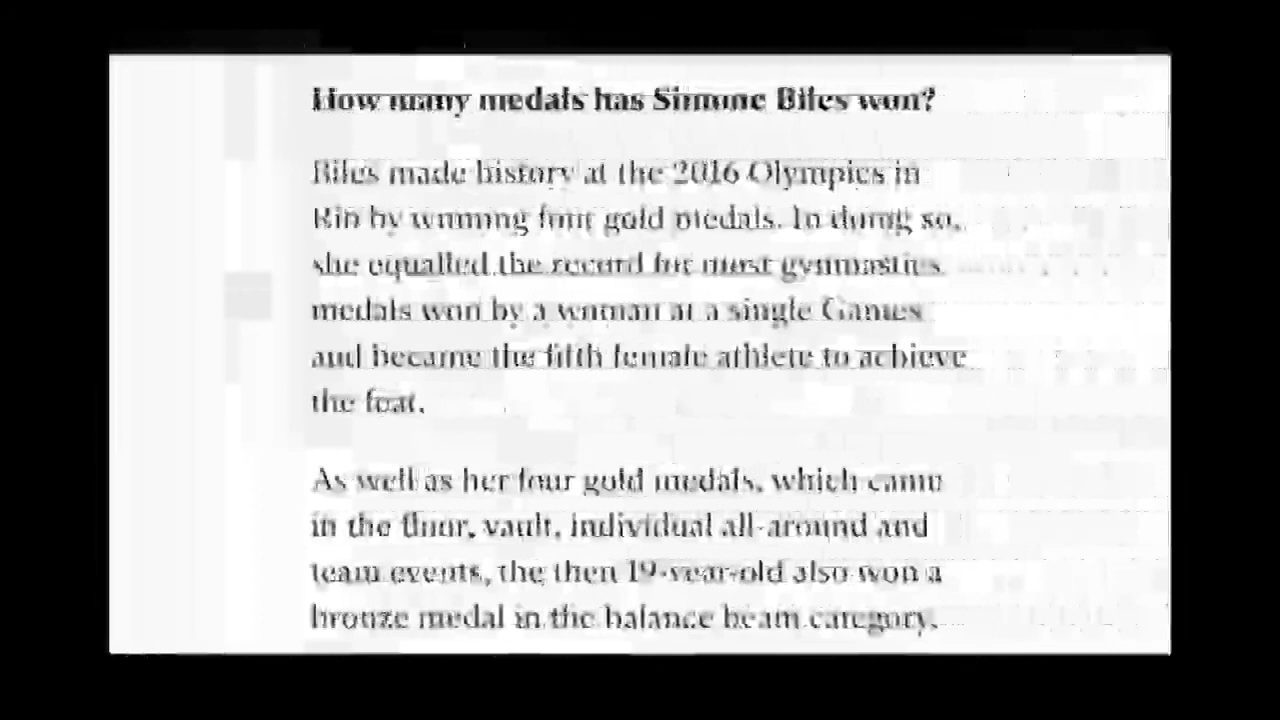 How many medals has Simone Biles won?
Biles made history at the 2016 Olympics in
Rio by winning four gold medals. In doing so,
she equalled the record for most gymnastics
medals won by a woman at a single Games
and became the fifth female athlete to achieve
the feat.
As well as her four gold medals, which came
in the floor, vault, individual all-around and
team events, the then 19-year-old also won a
bronze medal in the balance beam category.